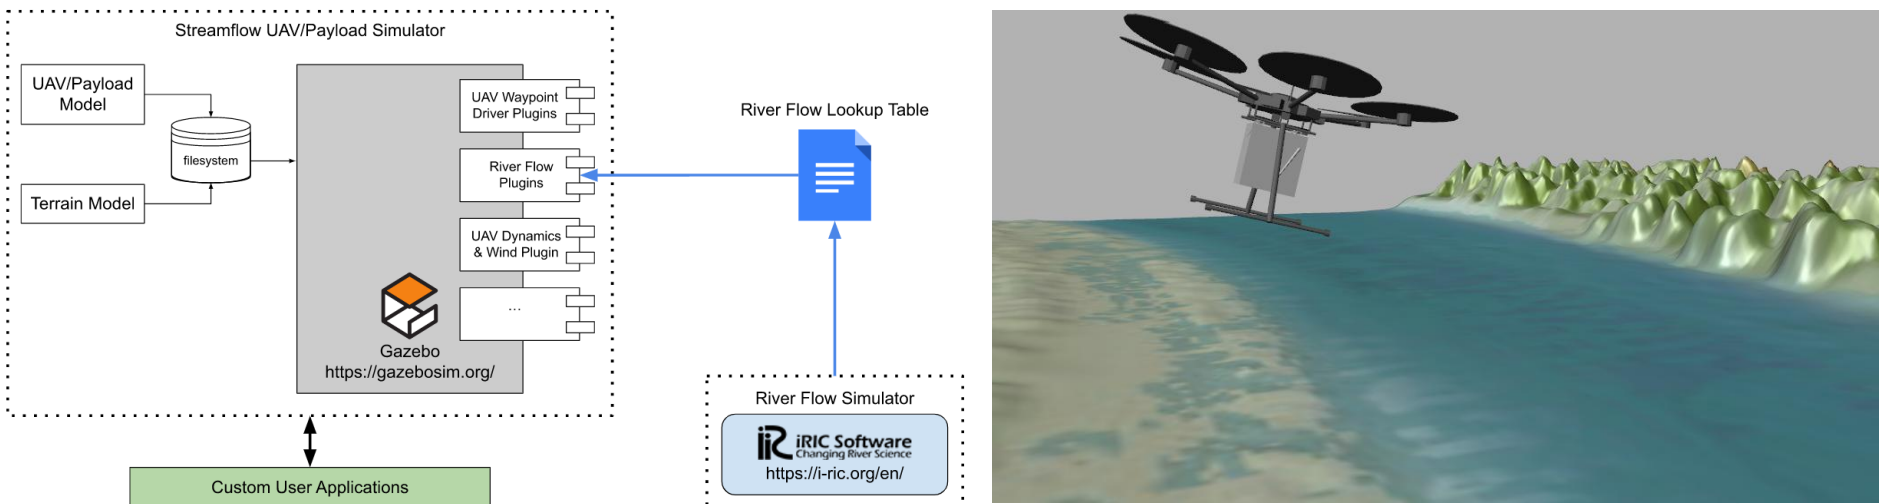 Streamflow UAV/Payload Simulator
UAV/Payload
Model
filesystem
Terrain Model
UAV Waypoint
Driver Plugins
River Flow
Plugins
UAV Dynamics
& Wind Plugin
...
Gazebo
https://gazebosim.org/
Custom User Applications
River Flow Lookup Table
River Flow Simulator
iRIC Software
Changing River Science
https://i-ric.org/en/